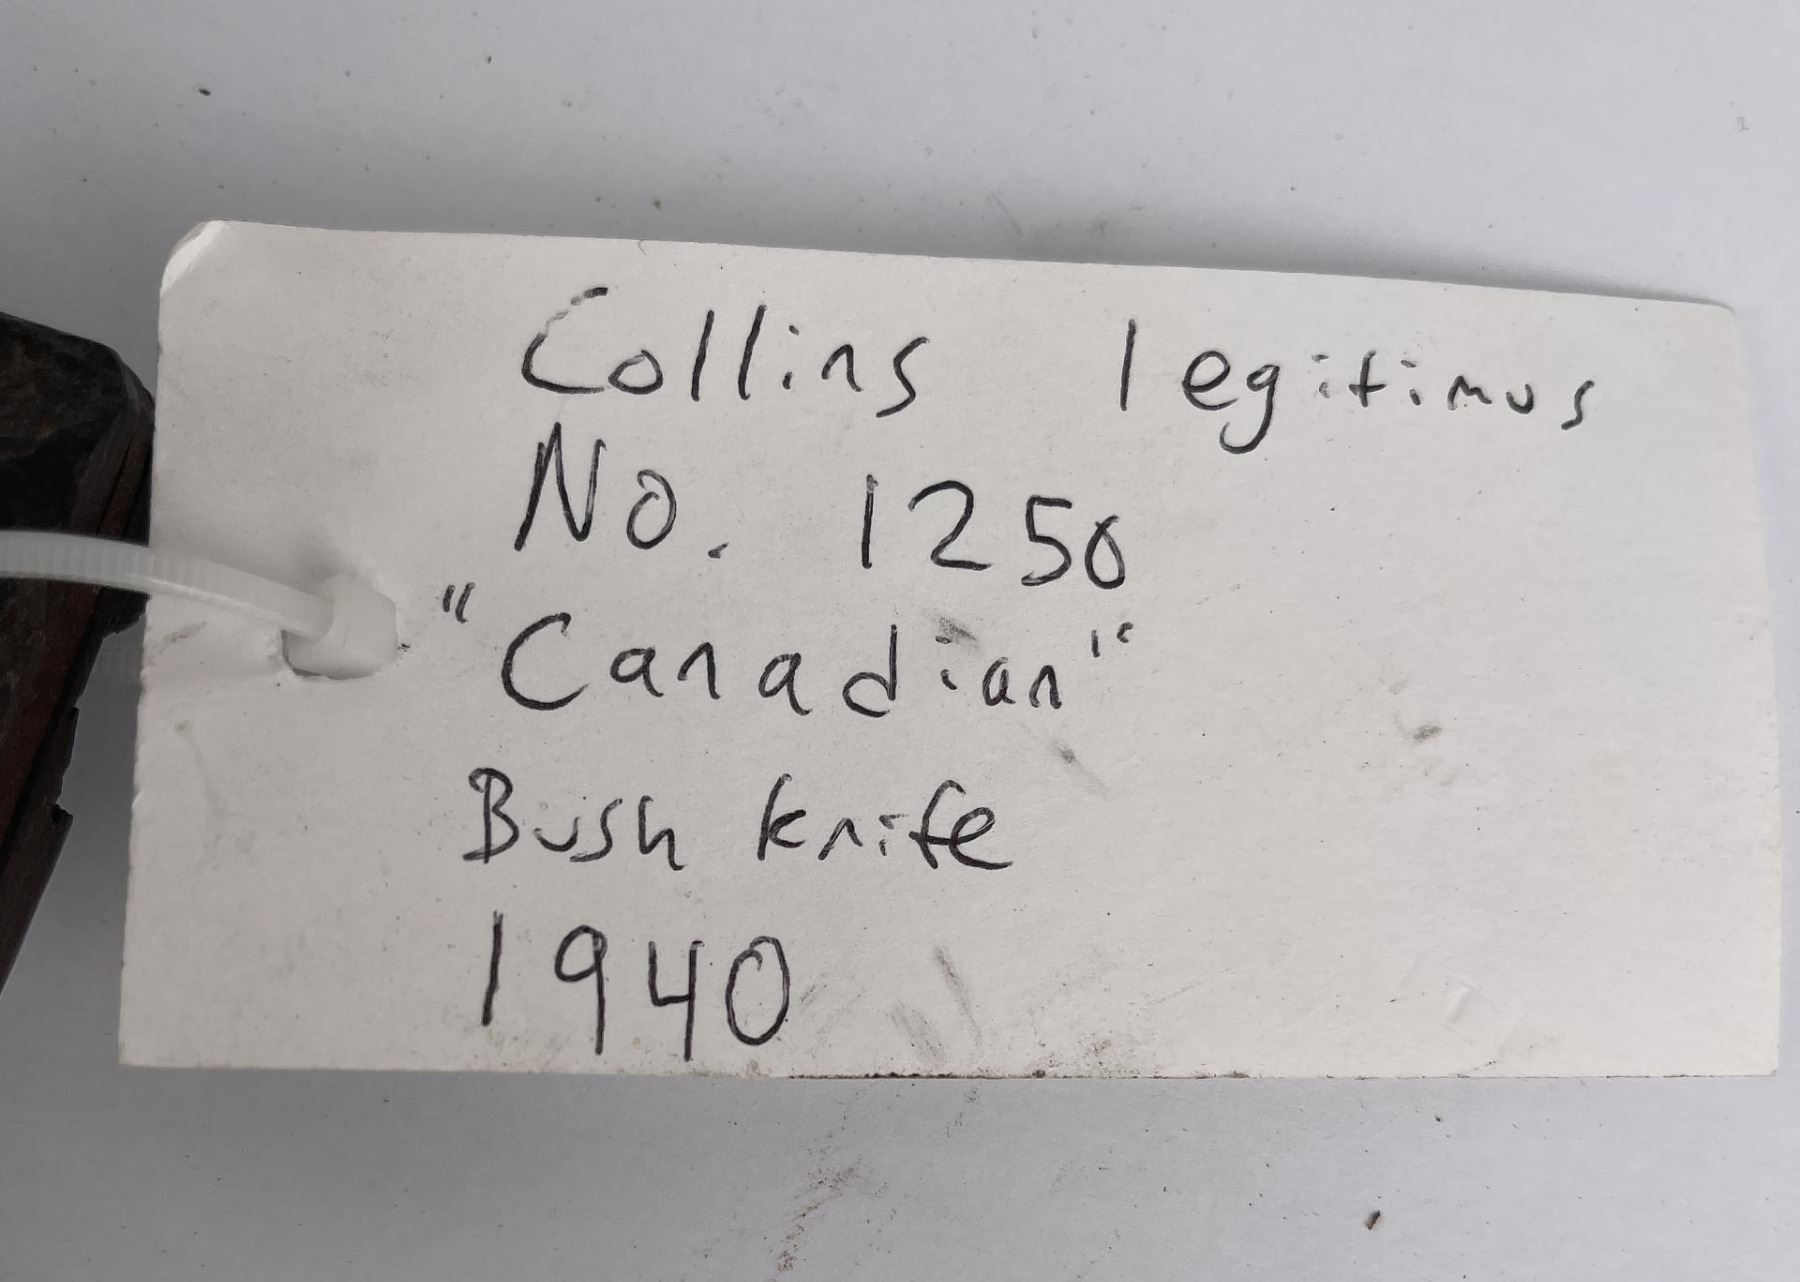 Collins legitimus
No. 1250
"Canadian"
Bush knife
1940